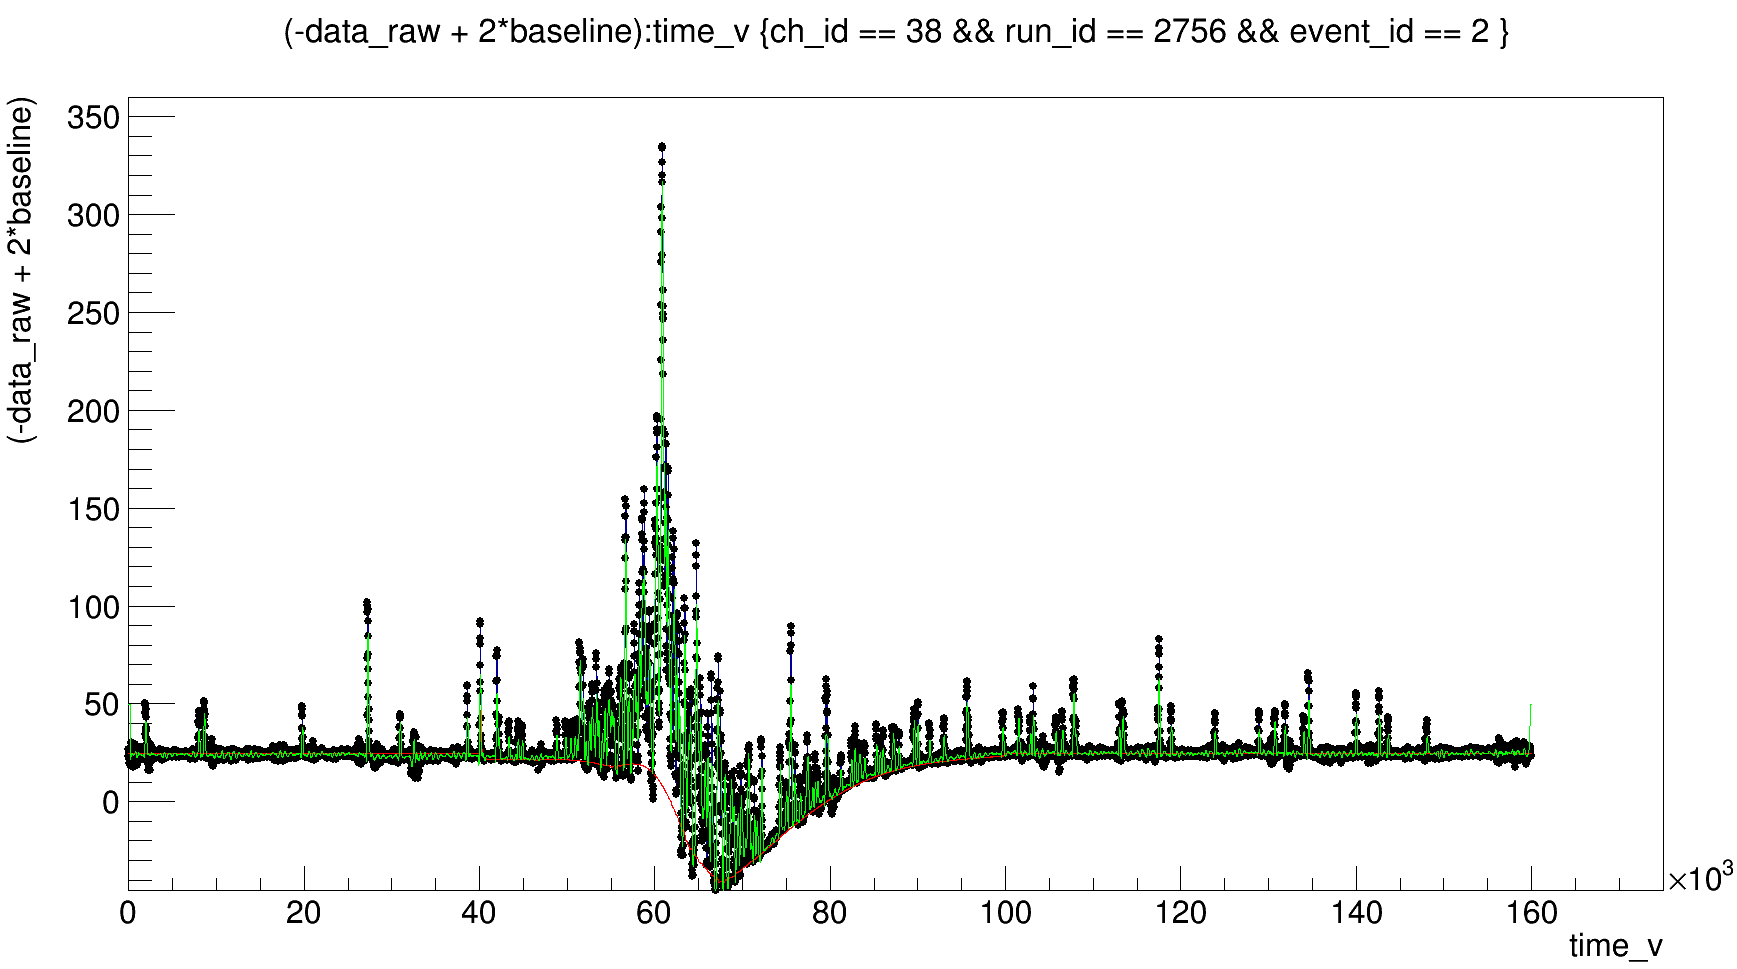 (-data_raw + 2*baseline):time_v {ch_id == 38 && run_id == 2756 && event_id == 2 }
(-data_raw + 2*baseline)
350
300
250
200
150
100
50
0
0 20 40 60 80 100 120 140 160
×10³
time_v